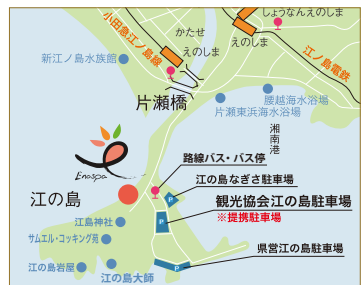 しょうなんえのしま
小田急江ノ島線
かたせ
えのしま
えのしま
新江ノ島水族館
江ノ島電鉄
片瀬橋
腰越海水浴場
片瀬東浜海水浴場
湘南港
Enospa
路線バス・バス停
江の島なぎさ駐車場
江の島
観光協会江の島駐車場
※提携駐車場
P
P
江島神社
サムエル・コッキング苑
県営江の島駐車場
P
江の島岩屋
江の島大師